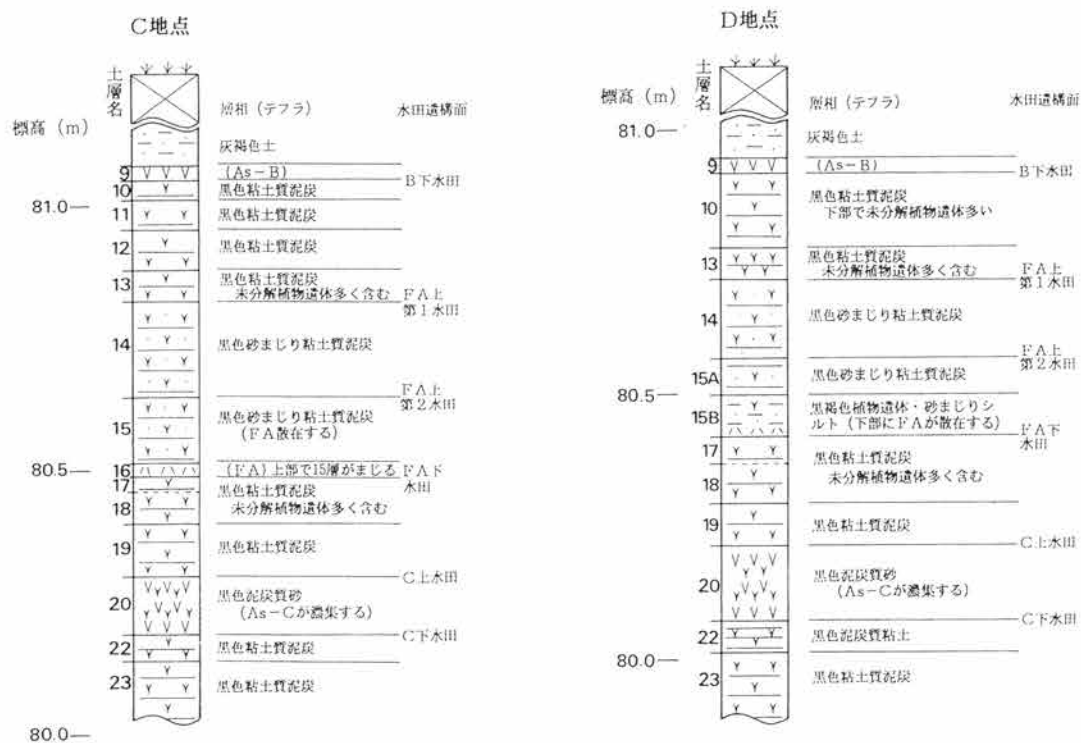 C地点
土層名
層相（テフラ）
水田遺構面
標高（m）
灰褐色土
9
(As-B)
B下水田
10
黒色粘土質泥炭
81.0
11
黒色粘土質泥炭
12
黒色粘土質泥炭
13
黒色粘土質泥炭
未分解植物遺体多く含む
FA上
第1水田
14
黒色砂まじり粘土質泥炭
FA上
第2水田
15
黒色砂まじり粘土質泥炭
(FA散在する)
80.5
16
(FA)上部で15層がまじる
FA下
水田
17
黒色粘土質泥炭
18
未分解植物遺体多く含む
19
黒色粘土質泥炭
C上水田
20
黒色泥炭質砂
(As-Cが濃集する)
C下水田
22
黒色粘土質泥炭
23
黒色粘土質泥炭
80.0
D地点
土層名
標高（m）
層相（テフラ）
水田遺構面
81.0
灰褐色土
9
(As-B)
B下水田
10
黒色粘土質泥炭
下部で未分解植物遺体多い
13
黒色粘土質泥炭
未分解植物遺体多く含む
FA上
第1水田
14
黒色砂まじり粘土質泥炭
FA上
第2水田
15A
黒色砂まじり粘土質泥炭
80.5
15B
黒褐色植物遺体・砂まじりシ
ルト(下部にFAが散在する)
FA下
水田
17
黒色粘土質泥炭
18
未分解植物遺体多く含む
19
黒色粘土質泥炭
C上水田
20
黒色泥炭質砂
(As-Cが濃集する)
C下水田
22
黒色泥炭質粘土
80.0
23
黒色粘土質泥炭